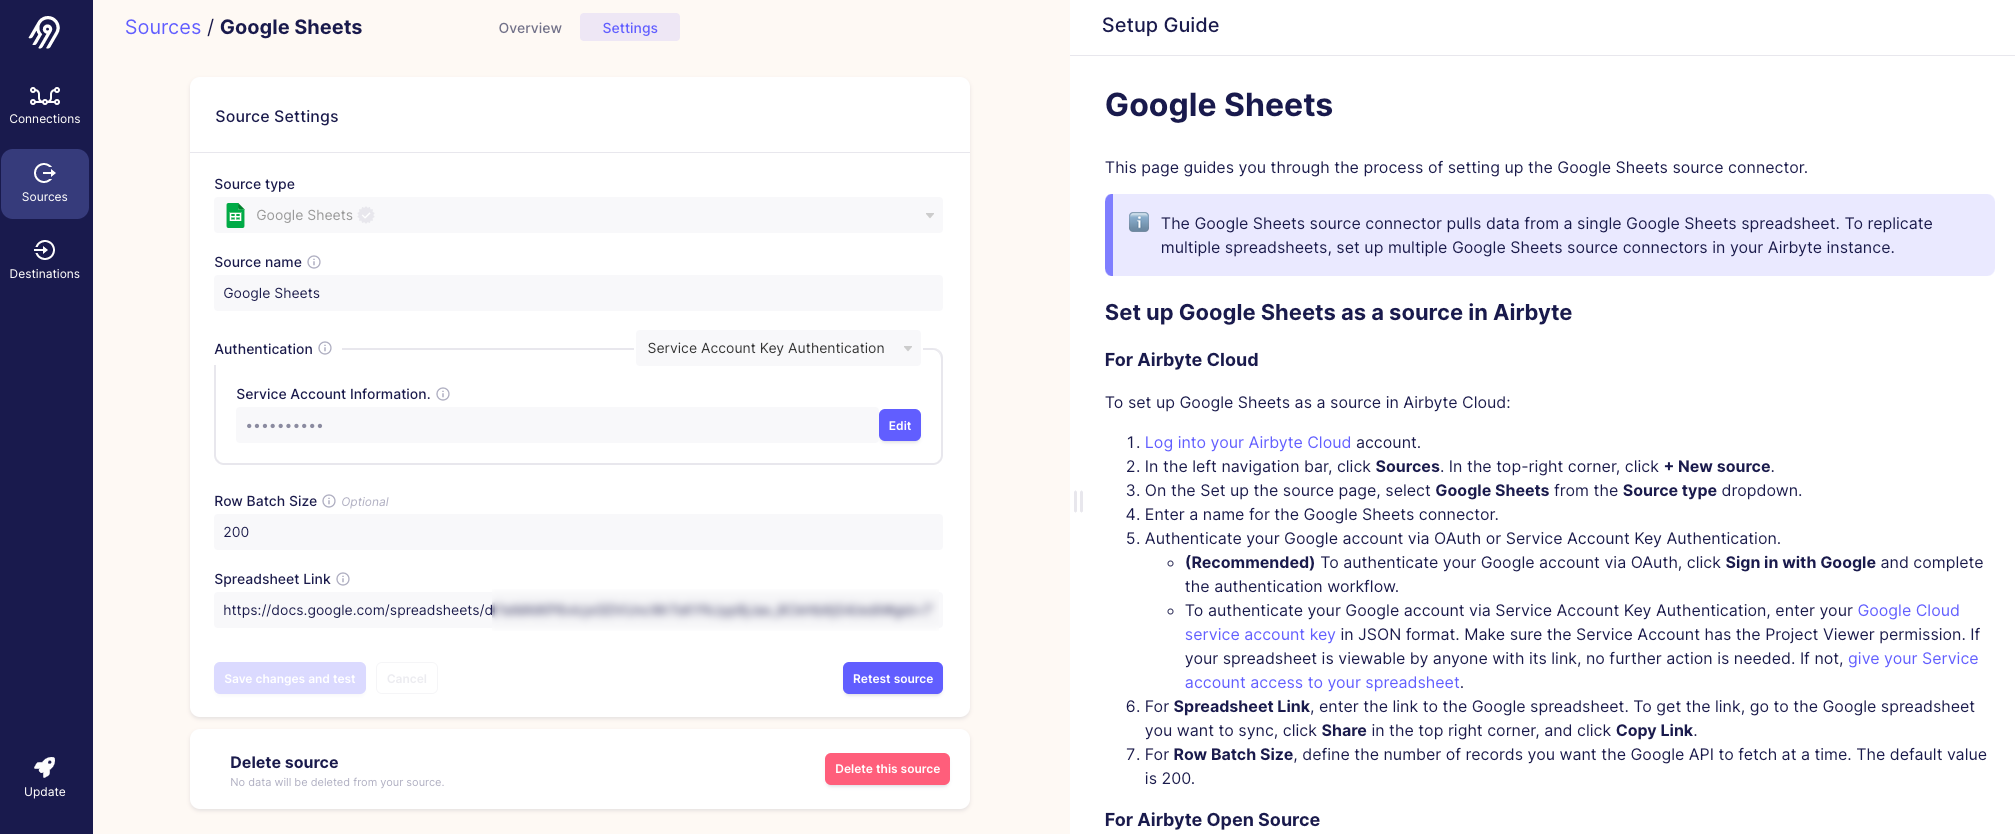 Sources / Google Sheets
Overview
Settings
Connections
Sources
Destinations
Update
Source Settings
Source type
Google Sheets
Source name
Google Sheets
Authentication
Service Account Key Authentication
Service Account Information.
••••••••••
Edit
Row Batch Size Optional
200
Spreadsheet Link
https://docs.google.com/spreadsheets/d
Save changes and test
Cancel
Retest source
Delete source
No data will be deleted from your source.
Delete this source
Setup Guide
Google Sheets
This page guides you through the process of setting up the Google Sheets source connector.
The Google Sheets source connector pulls data from a single Google Sheets spreadsheet. To replicate
multiple spreadsheets, set up multiple Google Sheets source connectors in your Airbyte instance.
Set up Google Sheets as a source in Airbyte
For Airbyte Cloud
To set up Google Sheets as a source in Airbyte Cloud:
1. Log into your Airbyte Cloud account.
2. In the left navigation bar, click Sources. In the top-right corner, click + New source.
3. On the Set up the source page, select Google Sheets from the Source type dropdown.
4. Enter a name for the Google Sheets connector.
5. Authenticate your Google account via OAuth or Service Account Key Authentication.
(Recommended) To authenticate your Google account via OAuth, click Sign in with Google and complete
the authentication workflow.
To authenticate your Google account via Service Account Key Authentication, enter your Google Cloud
service account key in JSON format. Make sure the Service Account has the Project Viewer permission. If
your spreadsheet is viewable by anyone with its link, no further action is needed. If not, give your Service
account access to your spreadsheet.
6. For Spreadsheet Link, enter the link to the Google spreadsheet. To get the link, go to the Google spreadsheet
you want to sync, click Share in the top right corner, and click Copy Link.
7. For Row Batch Size, define the number of records you want the Google API to fetch at a time. The default value
is 200.
For Airbyte Open Source